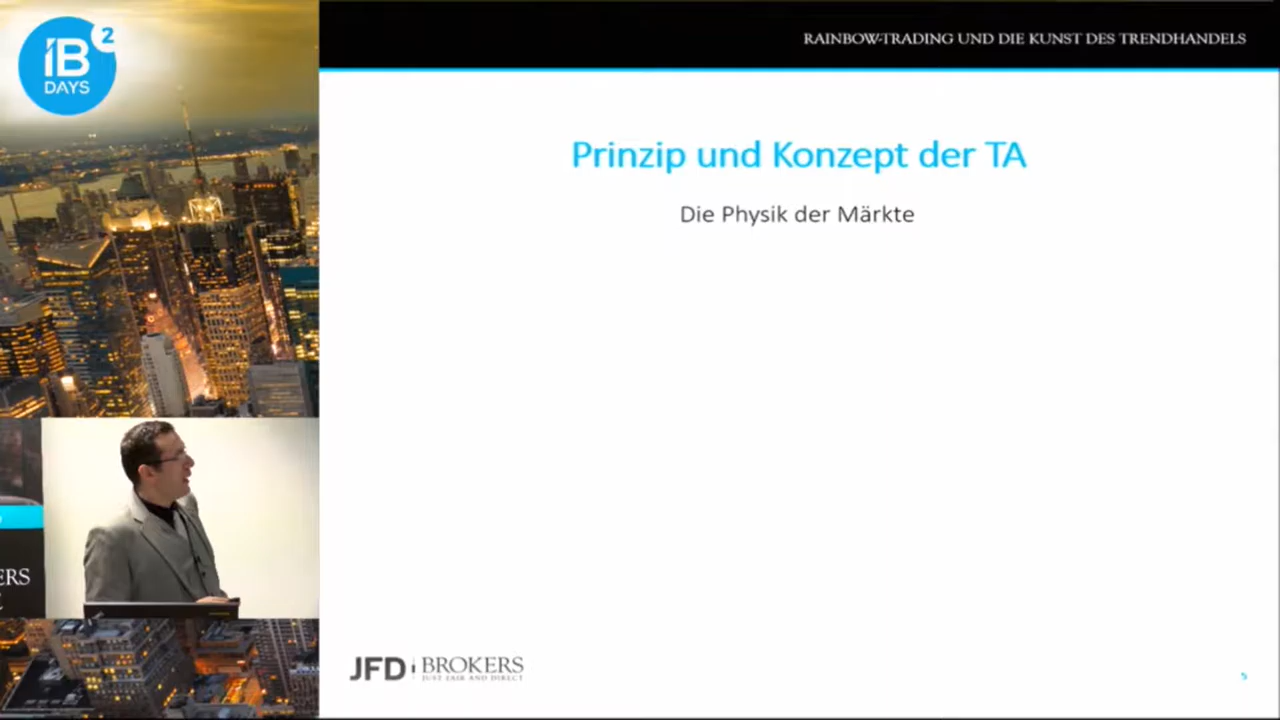 2
iB
DAYS
RAINBOW-TRADING UND DIE KUNST DES TRENDHANDELS
Prinzip und Konzept der TA
Die Physik der Märkte
ERS
JFD BROKERS
JUST FAIR AND DIRECT
5